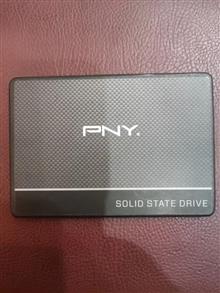 PNY.
SOLID STATE DRIVE